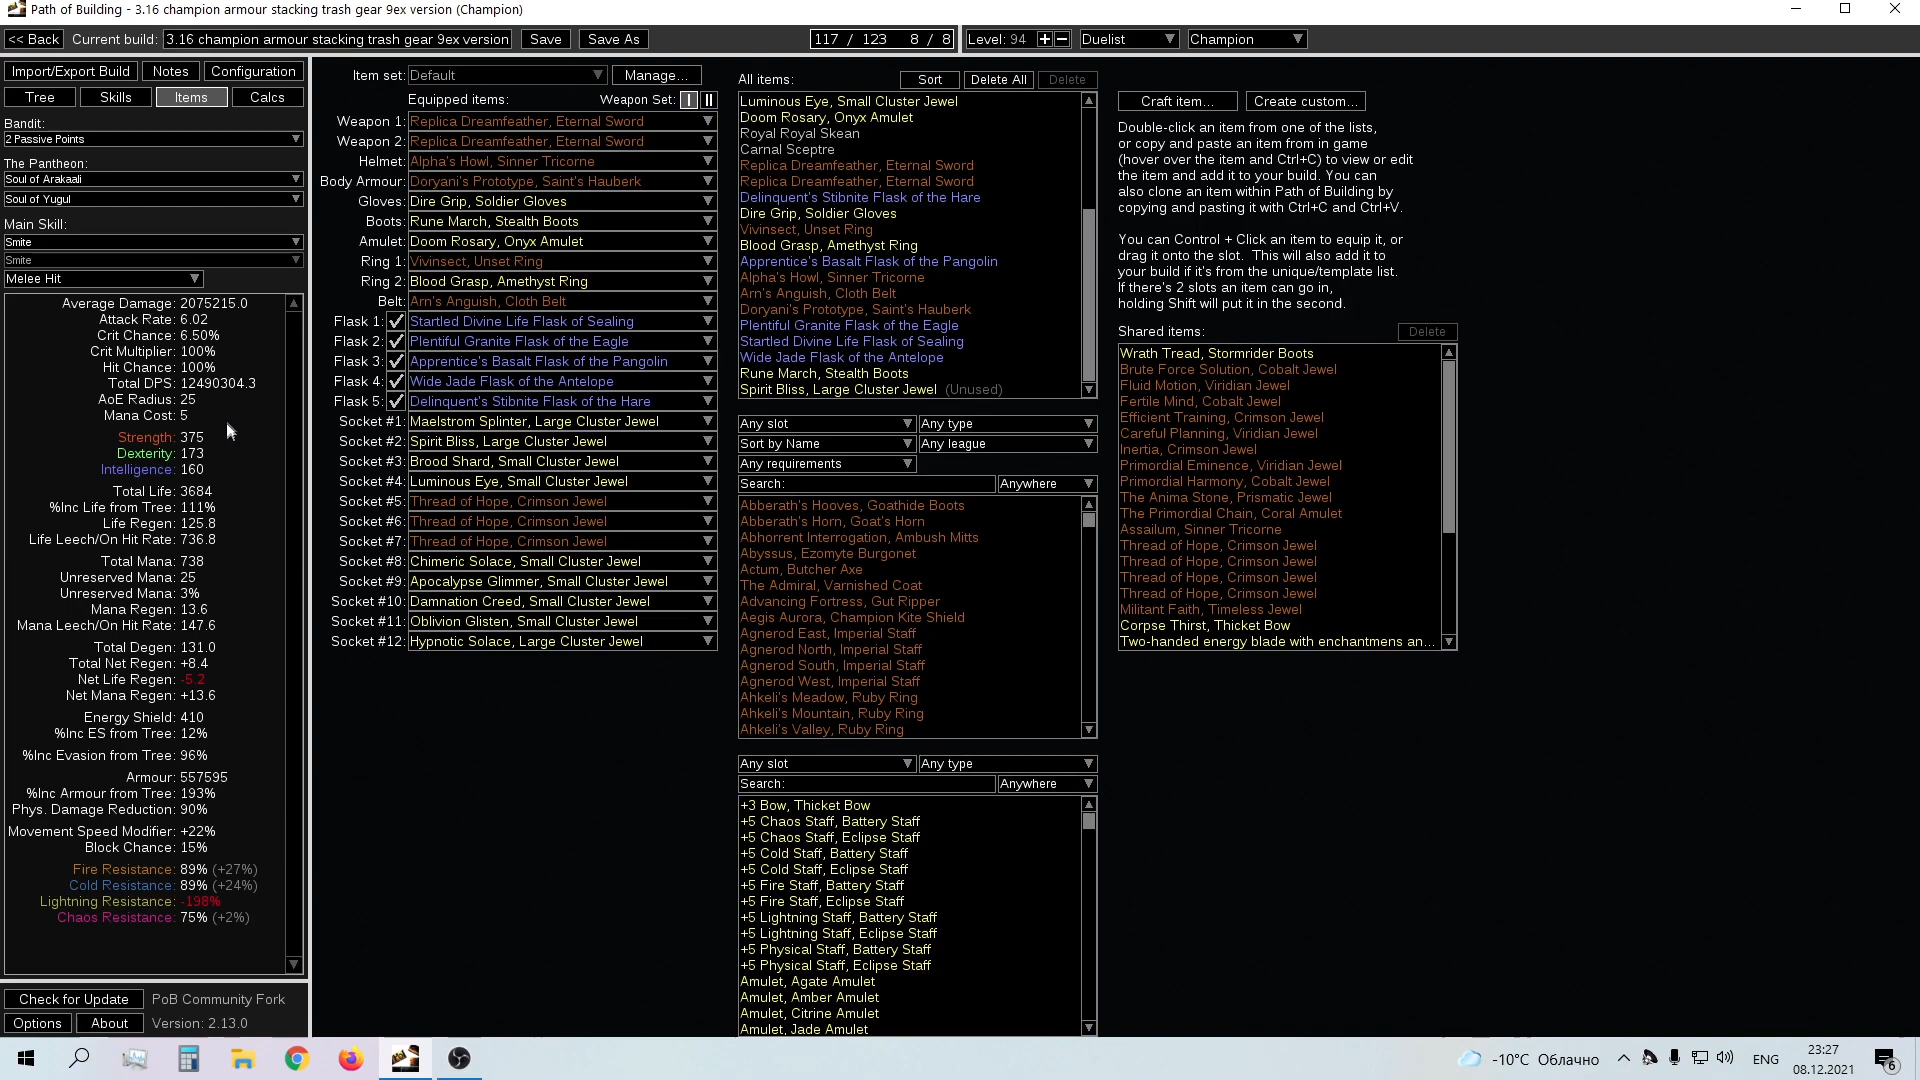 Path of Building - 3.16 champion armour stacking trash gear 9ex version (Champion)
<< Back Current build: 3.16 champion armour stacking trash gear 9ex version Save Save As 117 / 123 8 / 8 Level: 94 Duelist Champion
Import/Export Build Notes Configuration
Tree Skills Items Calcs
Bandit:
2 Passive Points
The Pantheon:
Soul of Arakaali
Soul of Yugul
Main Skill:
Smite
Smite
Melee Hit
Average Damage: 2075215.0
Attack Rate: 6.02
Crit Chance: 6.50%
Crit Multiplier: 100%
Hit Chance: 100%
Total DPS: 12490304.3
AoE Radius: 25
Mana Cost: 5
Strength: 375
Dexterity: 173
Intelligence: 160
Total Life: 3684
%Inc Life from Tree: 111%
Life Regen: 125.8
Life Leech/On Hit Rate: 736.8
Total Mana: 738
Unreserved Mana: 25
Unreserved Mana: 3%
Mana Regen: 13.6
Mana Leech/On Hit Rate: 147.6
Total Degen: 131.0
Total Net Regen: +8.4
Net Life Regen: -5.2
Net Mana Regen: +13.6
Energy Shield: 410
%Inc ES from Tree: 12%
%Inc Evasion from Tree: 96%
Armour: 557595
%Inc Armour from Tree: 193%
Phys. Damage Reduction: 90%
Movement Speed Modifier: +22%
Block Chance: 15%
Fire Resistance: 89% (+27%)
Cold Resistance: 89% (+24%)
Lightning Resistance: -198%
Chaos Resistance: 75% (+2%)
Check for Update PoB Community Fork
Options About Version: 2.13.0
Item set: Default Manage...
Equipped items: Weapon Set: I II
Weapon 1: Replica Dreamfeather, Eternal Sword
Weapon 2: Replica Dreamfeather, Eternal Sword
Helmet: Alpha's Howl, Sinner Tricorne
Body Armour: Doryani's Prototype, Saint's Hauberk
Gloves: Dire Grip, Soldier Gloves
Boots: Rune March, Stealth Boots
Amulet: Doom Rosary, Onyx Amulet
Ring 1: Vivinsect, Unset Ring
Ring 2: Blood Grasp, Amethyst Ring
Belt: Arn's Anguish, Cloth Belt
Flask 1: Startled Divine Life Flask of Sealing
Flask 2: Plentiful Granite Flask of the Eagle
Flask 3: Apprentice's Basalt Flask of the Pangolin
Flask 4: Wide Jade Flask of the Antelope
Flask 5: Delinquent's Stibnite Flask of the Hare
Socket #1: Maelstrom Splinter, Large Cluster Jewel
Socket #2: Spirit Bliss, Large Cluster Jewel
Socket #3: Brood Shard, Small Cluster Jewel
Socket #4: Luminous Eye, Small Cluster Jewel
Socket #5: Thread of Hope, Crimson Jewel
Socket #6: Thread of Hope, Crimson Jewel
Socket #7: Thread of Hope, Crimson Jewel
Socket #8: Chimeric Solace, Small Cluster Jewel
Socket #9: Apocalypse Glimmer, Small Cluster Jewel
Socket #10: Damnation Creed, Small Cluster Jewel
Socket #11: Oblivion Glisten, Small Cluster Jewel
Socket #12: Hypnotic Solace, Large Cluster Jewel
All items: Sort Delete All Delete
Luminous Eye, Small Cluster Jewel
Doom Rosary, Onyx Amulet
Royal Royal Skean
Carnal Sceptre
Replica Dreamfeather, Eternal Sword
Replica Dreamfeather, Eternal Sword
Delinquent's Stibnite Flask of the Hare
Dire Grip, Soldier Gloves
Vivinsect, Unset Ring
Blood Grasp, Amethyst Ring
Apprentice's Basalt Flask of the Pangolin
Alpha's Howl, Sinner Tricorne
Arn's Anguish, Cloth Belt
Doryani's Prototype, Saint's Hauberk
Plentiful Granite Flask of the Eagle
Startled Divine Life Flask of Sealing
Wide Jade Flask of the Antelope
Rune March, Stealth Boots
Spirit Bliss, Large Cluster Jewel (Unused)
Any slot Any type
Sort by Name Any league
Any requirements
Search: Anywhere
Abberath's Hooves, Goathide Boots
Abberath's Horn, Goat's Horn
Abhorrent Interrogation, Ambush Mitts
Abyssus, Ezomyte Burgonet
Actum, Butcher Axe
The Admiral, Varnished Coat
Advancing Fortress, Gut Ripper
Aegis Aurora, Champion Kite Shield
Agnerod East, Imperial Staff
Agnerod North, Imperial Staff
Agnerod South, Imperial Staff
Agnerod West, Imperial Staff
Ahkeli's Meadow, Ruby Ring
Ahkeli's Mountain, Ruby Ring
Ahkeli's Valley, Ruby Ring
Any slot Any type
Search: Anywhere
+3 Bow, Thicket Bow
+5 Chaos Staff, Battery Staff
+5 Chaos Staff, Eclipse Staff
+5 Cold Staff, Battery Staff
+5 Cold Staff, Eclipse Staff
+5 Fire Staff, Battery Staff
+5 Fire Staff, Eclipse Staff
+5 Lightning Staff, Battery Staff
+5 Lightning Staff, Eclipse Staff
+5 Physical Staff, Battery Staff
+5 Physical Staff, Eclipse Staff
Amulet, Agate Amulet
Amulet, Amber Amulet
Amulet, Citrine Amulet
Amulet, Jade Amulet
Craft item... Create custom...
Double-click an item from one of the lists,
or copy and paste an item from in game
(hover over the item and Ctrl+C) to view or edit
the item and add it to your build. You can
also clone an item within Path of Building by
copying and pasting it with Ctrl+C and Ctrl+V.
You can Control + Click an item to equip it, or
drag it onto the slot. This will also add it to
your build if it's from the unique/template list.
If there's 2 slots an item can go in,
holding Shift will put it in the second.
Shared items: Delete
Wrath Tread, Stormrider Boots
Brute Force Solution, Cobalt Jewel
Fluid Motion, Viridian Jewel
Fertile Mind, Cobalt Jewel
Efficient Training, Crimson Jewel
Careful Planning, Viridian Jewel
Inertia, Crimson Jewel
Primordial Eminence, Viridian Jewel
Primordial Harmony, Cobalt Jewel
The Anima Stone, Prismatic Jewel
The Primordial Chain, Coral Amulet
Assailum, Sinner Tricorne
Thread of Hope, Crimson Jewel
Thread of Hope, Crimson Jewel
Thread of Hope, Crimson Jewel
Thread of Hope, Crimson Jewel
Militant Faith, Timeless Jewel
Corpse Thirst, Thicket Bow
Two-handed energy blade with enchantmens an...
-10°C Облачно ENG 23:27
08.12.2021 6